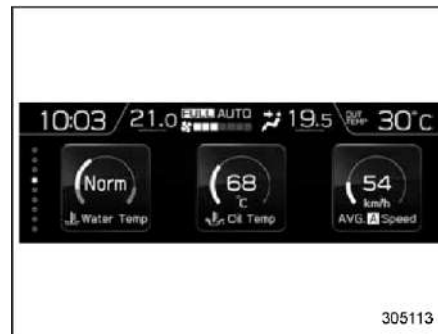 10:03 21.0 FULL AUTO 19.5 OUT TEMP 30°C
Norm 68 54
°C km/h
Water Temp Oil Temp AVG. A Speed
305113